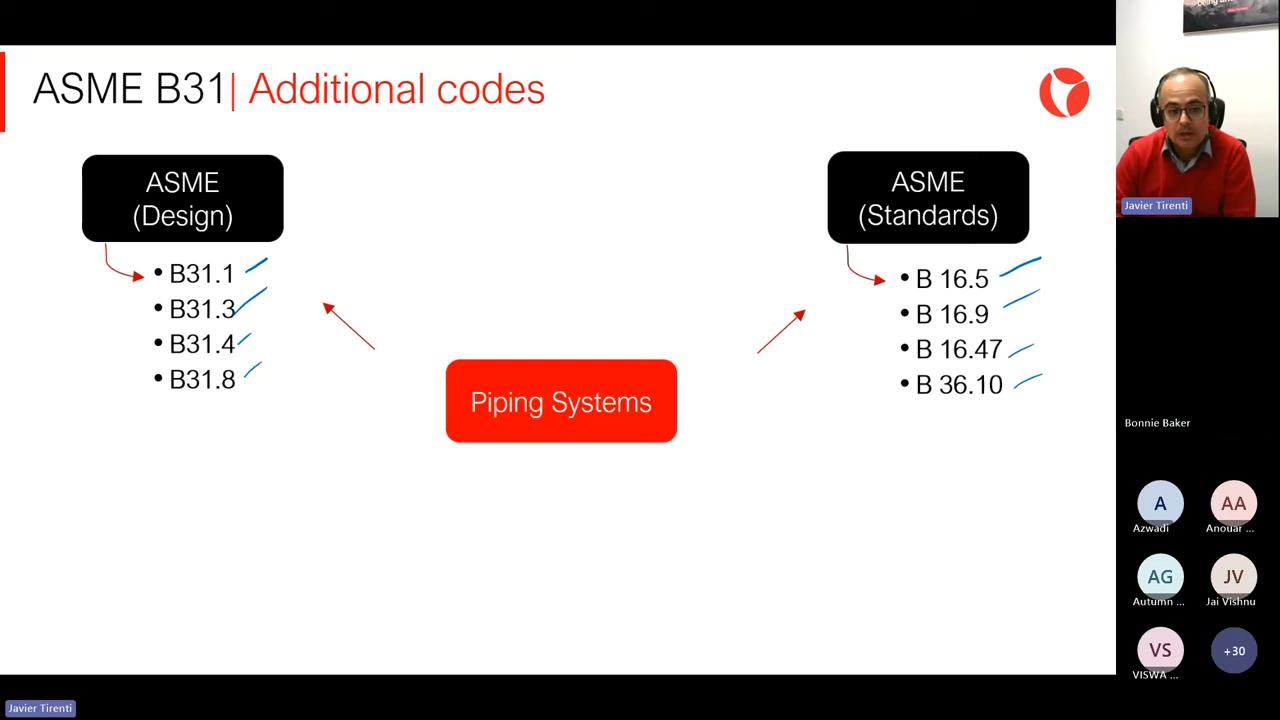 ASME B31| Additional codes
ASME
(Design)
• B31.1
• B31.3
• B31.4
• B31.8
ASME
(Standards)
• B 16.5
• B 16.9
• B 16.47
• B 36.10
Piping Systems
Javier Tirenti
Bonnie Baker
A
Azwadi
AA
Anouar ...
AG
Autumn ...
JV
Jai Vishnu
VS
VISWA ...
+30
Javier Tirenti